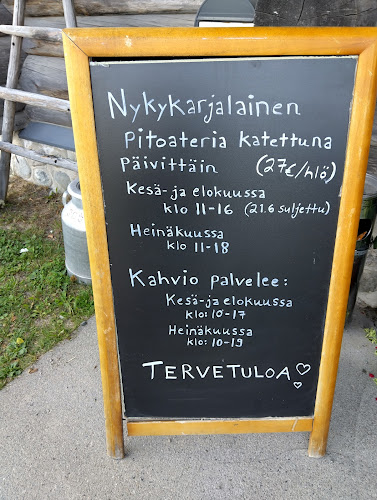 Nykykarjalainen
Pitoateria katettuna
Päivittäin (27€/hlö)
Kesä- ja elokuussa
klo 11-16 (21.6 suljettu)
Heinäkuussa
klo 11-18
Kahvio palvelee:
Kesä- ja elokuussa
klo: 10-17
Heinäkuussa
klo: 10-19
TERVETULOA ♡
♡